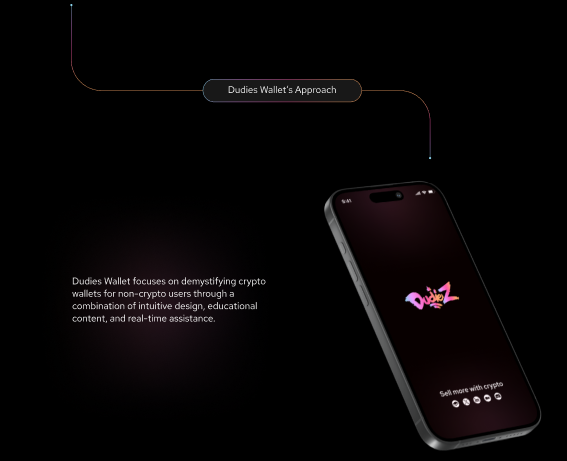 Dudies Wallet's Approach
9:41
Dudies Wallet focuses on demystifying crypto
wallets for non-crypto users through a
combination of intuitive design, educational
content, and real-time assistance.
DudieZ
Sell more with crypto